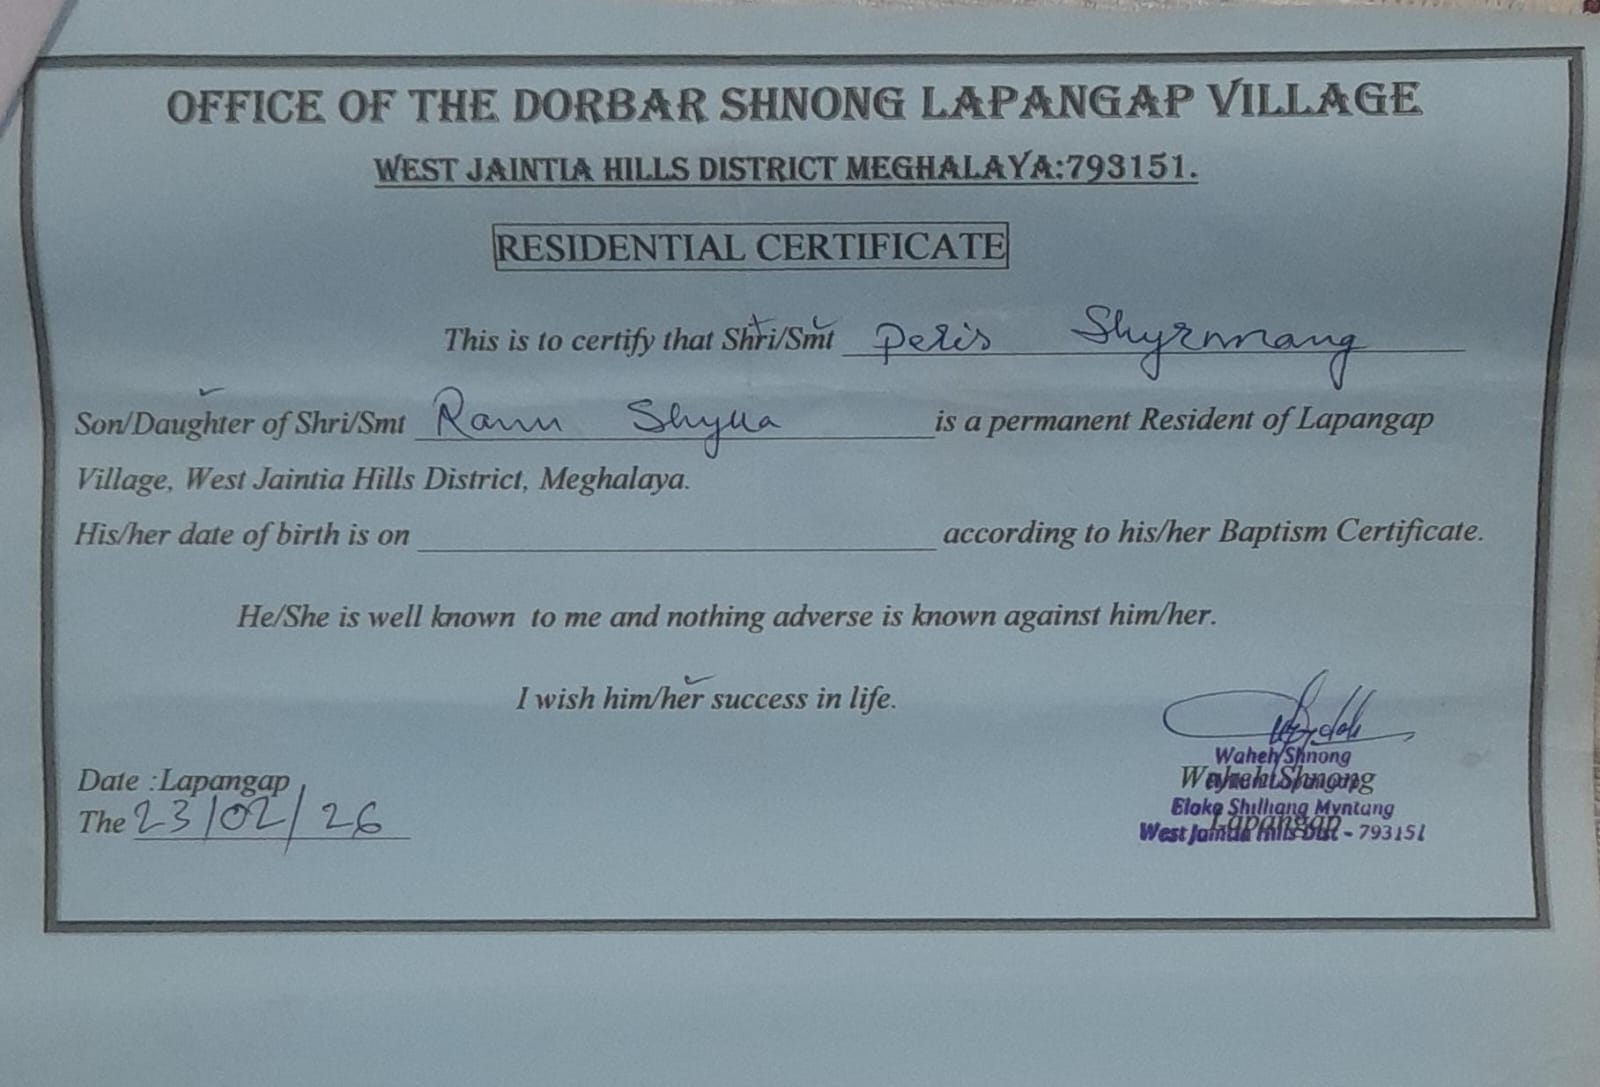 OFFICE OF THE DORBAR SHNONG LAPANGAP VILLAGE
WEST JAINTIA HILLS DISTRICT MEGHALAYA:793151.
RESIDENTIAL CERTIFICATE
This is to certify that Shri/Smt Peris Shyrmang
Son/Daughter of Shri/Smt Ram Shylla is a permanent Resident of Lapangap
Village, West Jaintia Hills District, Meghalaya.
His/her date of birth is on according to his/her Baptism Certificate.
He/She is well known to me and nothing adverse is known against him/her.
I wish him/her success in life.
Date :Lapangap
The 23/02/26
Waheh Shnong
Waheh Shnong
Elaka Shilliang Myntang
Lapangap
West Jaintia Hills Dist - 793151